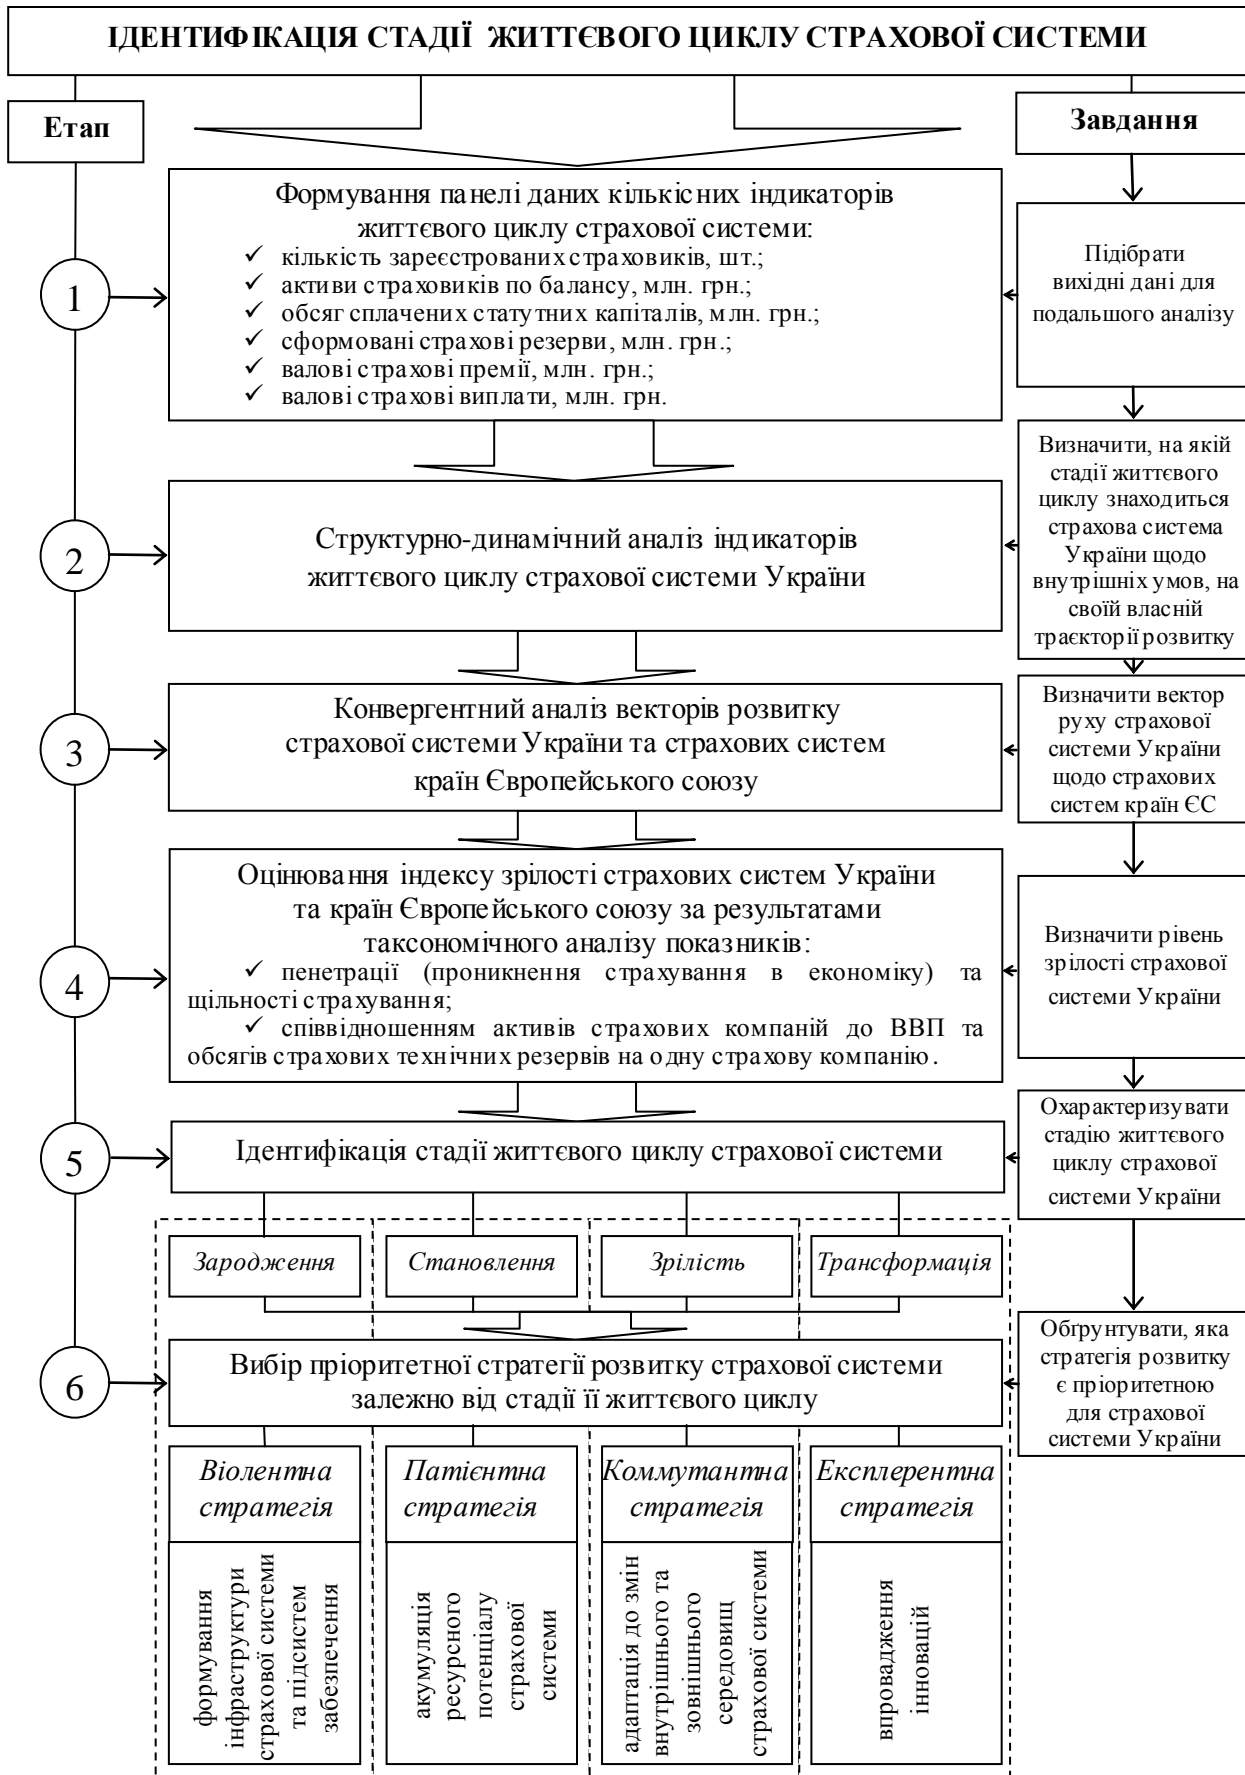 ІДЕНТИФІКАЦІЯ СТАДІЇ ЖИТТЄВОГО ЦИКЛУ СТРАХОВОЇ СИСТЕМИ
Етап
Завдання
1
Формування панелі даних кількісних індикаторів
життєвого циклу страхової системи:
✓ кількість зареєстрованих страховиків, шт.;
✓ активи страховиків по балансу, млн. грн.;
✓ обсяг сплачених статутних капіталів, млн. грн.;
✓ сформовані страхові резерви, млн. грн.;
✓ валові страхові премії, млн. грн.;
✓ валові страхові виплати, млн. грн.
Підібрати
вихідні дані для
подальшого аналізу
2
Структурно-динамічний аналіз індикаторів
життєвого циклу страхової системи України
Визначити, на якій
стадії життєвого
циклу знаходиться
страхова система
України щодо
внутрішніх умов, на
своїй власній
траєкторії розвитку
3
Конвергентний аналіз векторів розвитку
страхової системи України та страхових систем
країн Європейського союзу
Визначити вектор
руху страхової
системи України
щодо страхових
систем країн ЄС
4
Оцінювання індексу зрілості страхових систем України
та країн Європейського союзу за результатами
таксономічного аналізу показників:
✓ пенетрації (проникнення страхування в економіку) та
щільності страхування;
✓ співвідношенням активів страхових компаній до ВВП та
обсягів страхових технічних резервів на одну страхову компанію.
Визначити рівень
зрілості страхової
системи України
5
Ідентифікація стадії життєвого циклу страхової системи
Охарактеризувати
стадію життєвого
циклу страхової
системи України
Зародження
Становлення
Зрілість
Трансформація
6
Вибір пріоритетної стратегії розвитку страхової системи
залежно від стадії її життєвого циклу
Обґрунтувати, яка
стратегія розвитку
є пріоритетною
для страхової
системи України
Віолентна
стратегія
Патієнтна
стратегія
Коммутантна
стратегія
Експлерентна
стратегія
формування
інфраструктури
страхової системи
та підсистем
забезпечення
акумуляція
ресурсного
потенціалу
страхової
системи
адаптація до змін
внутрішнього та
зовнішнього
середовищ
страхової системи
впровадження
інновацій